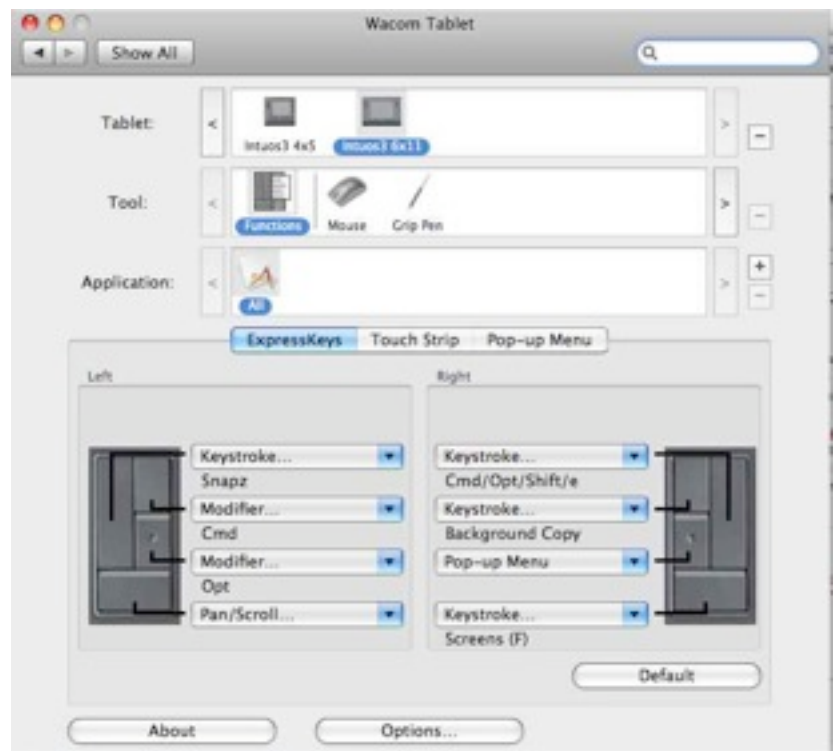 Wacom Tablet
Show All
Tablet:
Intuos3 4x5
Intuos3 6x11
Tool:
Functions
Mouse
Grip Pen
Application:
All
ExpressKeys
Touch Strip
Pop-up Menu
Left
Keystroke...
Snapz
Modifier...
Cmd
Modifier...
Opt
Pan/Scroll...
Right
Keystroke...
Cmd/Opt/Shift/e
Keystroke...
Background Copy
Pop-up Menu
Keystroke...
Screens (F)
Default
About
Options...